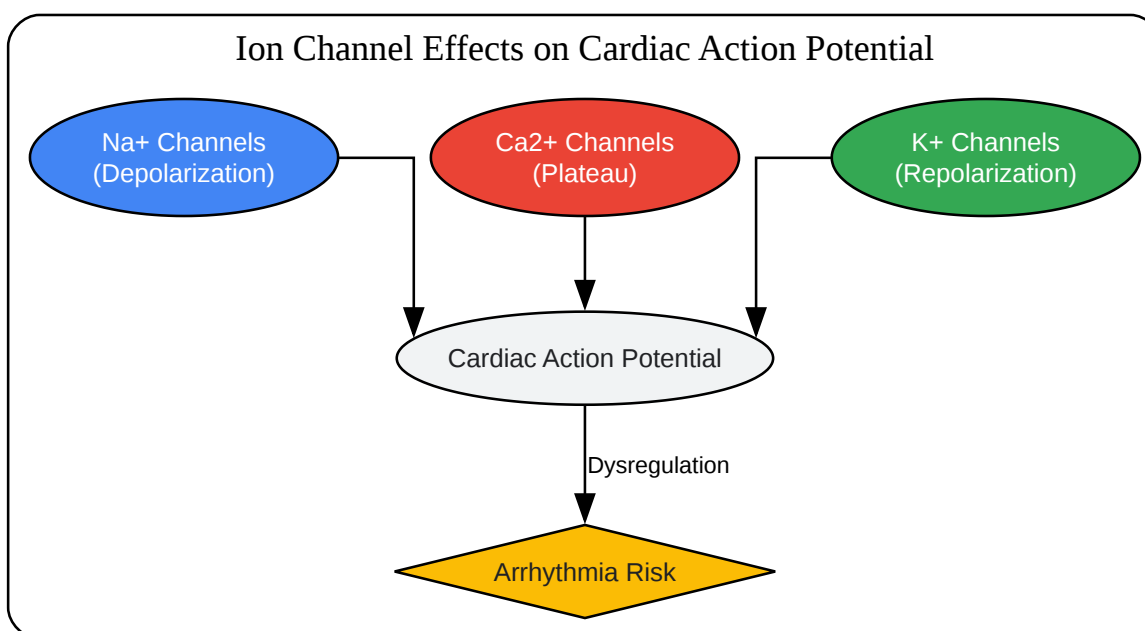 Ion Channel Effects on Cardiac Action Potential
Na+ Channels
(Depolarization)
Ca2+ Channels
(Plateau)
K+ Channels
(Repolarization)
Cardiac Action Potential
Dysregulation
Arrhythmia Risk